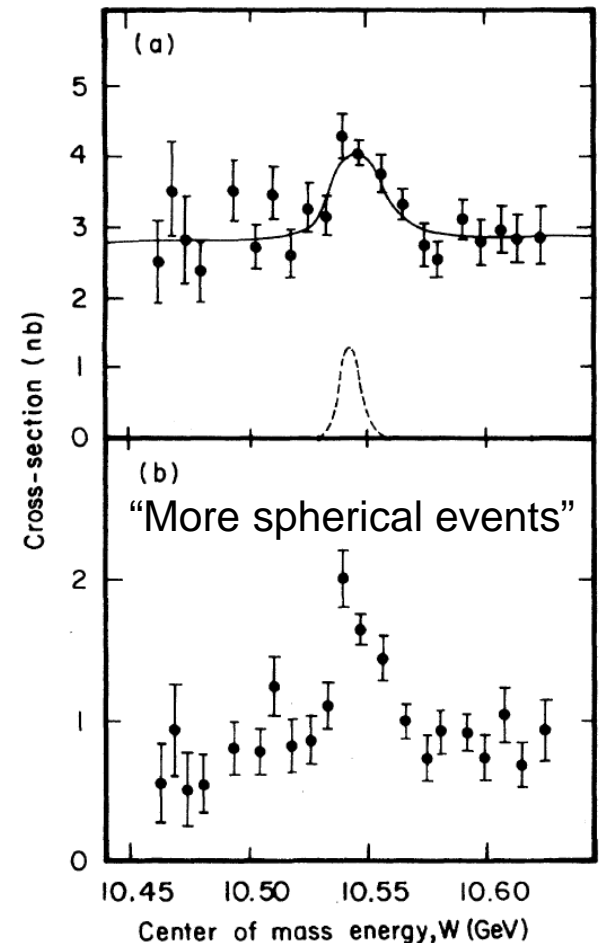 (a)
5
4
3
2
1
0
Cross-section (nb)
(b)
“More spherical events”
2
1
0
10.45 10.50 10.55 10.60
Center of mass energy, W (GeV)